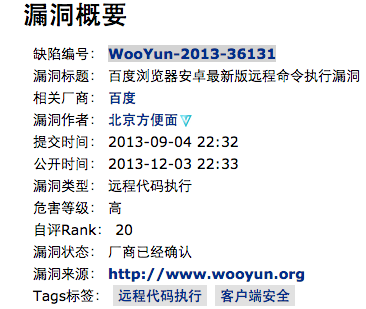 漏洞概要
缺陷编号: WooYun-2013-36131
漏洞标题: 百度浏览器安卓最新版远程命令执行漏洞
相关厂商: 百度
漏洞作者: 北京方便面
提交时间: 2013-09-04 22:32
公开时间: 2013-12-03 22:33
漏洞类型: 远程代码执行
危害等级: 高
自评Rank: 20
漏洞状态: 厂商已经确认
漏洞来源: http://www.wooyun.org
Tags标签: 远程代码执行 客户端安全